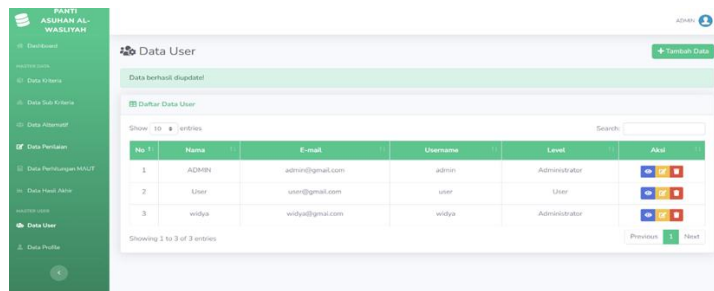 PANTI
ASUHAN AL-
WASLIYAH
ADMIN
Dashboard
Data User
+ Tambah Data
MASTER DATA
Data Kriteria
Data berhasil diupdate!
Data Sub Kriteria
Daftar Data User
Data Alternatif
Show 10 entries
Search:
Data Penilaian
No Nama E-mail Username Level Aksi
Data Perhitungan MAUT
1 ADMIN admin@gmail.com admin Administrator
Data Hasil Akhir
2 User user@gmail.com user User
MASTER USER
3 widya widya@gmai.com widya Administrator
Data User
Showing 1 to 3 of 3 entries
Previous 1 Next
Data Profile